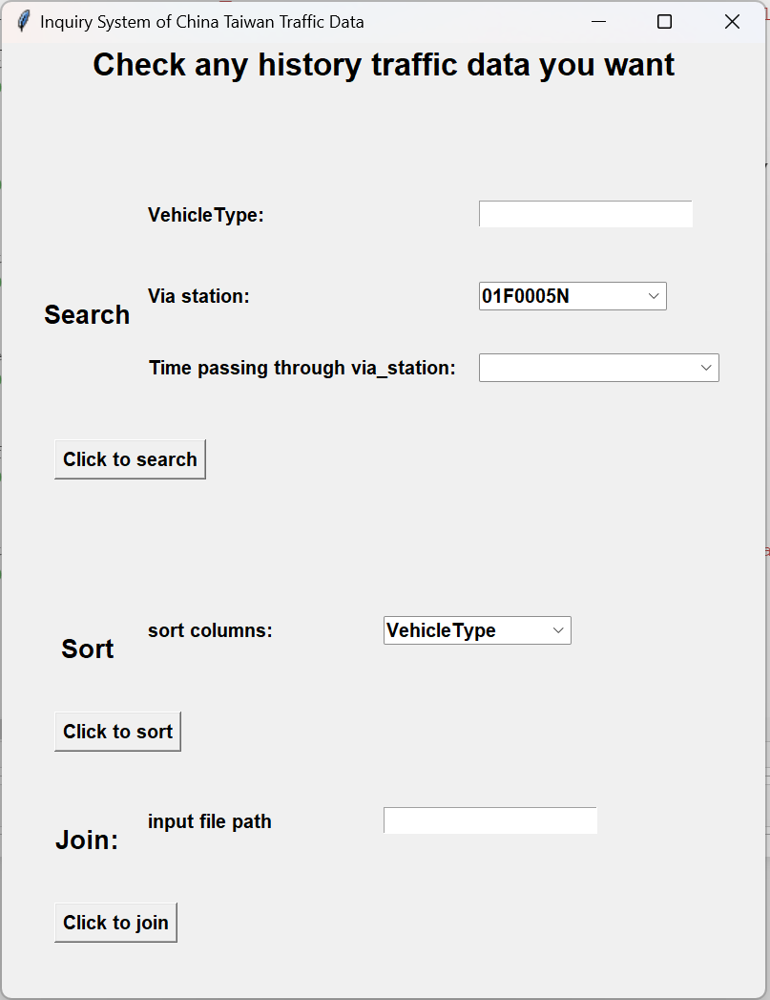 Inquiry System of China Taiwan Traffic Data
Check any history traffic data you want
VehicleType:
Via station:
01F0005N
Search
Time passing through via_station:
Click to search
sort columns:
VehicleType
Sort
Click to sort
input file path
Join:
Click to join